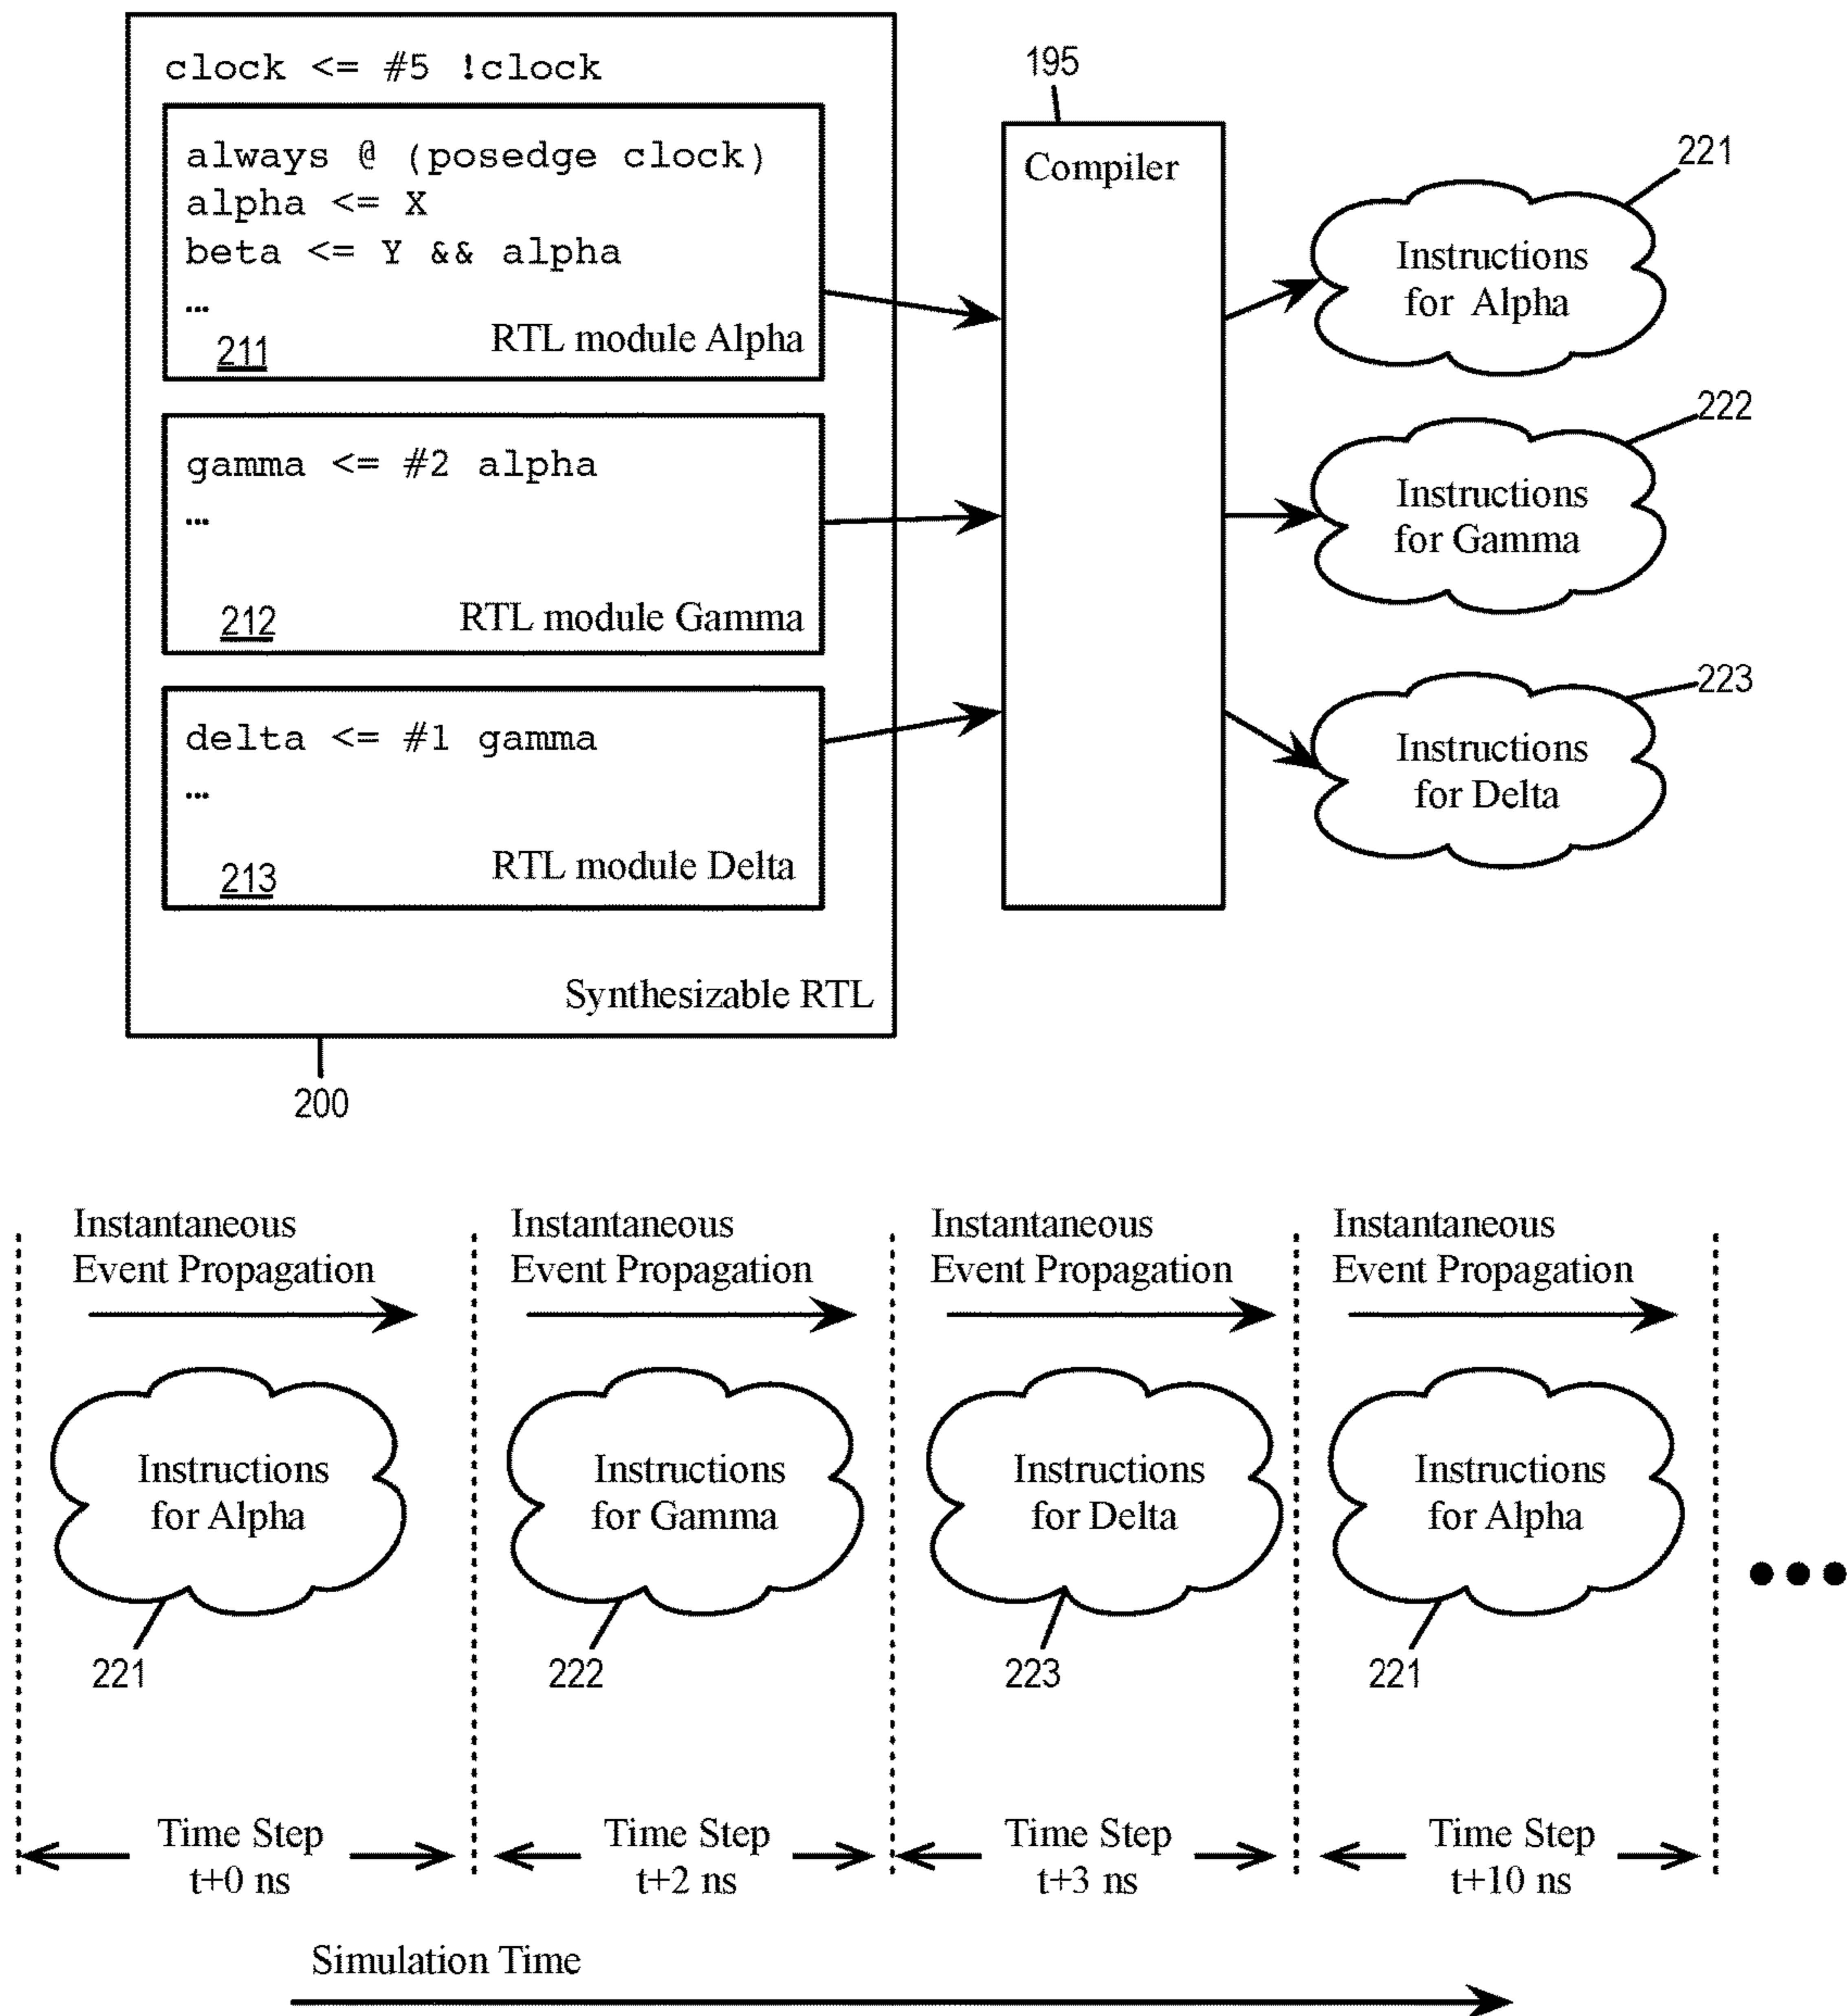 clock <= #5 !clock
always @ (posedge clock)
alpha <= X
beta <= Y && alpha
...
211
RTL module Alpha
gamma <= #2 alpha
...
212
RTL module Gamma
delta <= #1 gamma
...
213
RTL module Delta
Synthesizable RTL
200
195
Compiler
221
Instructions
for Alpha
222
Instructions
for Gamma
223
Instructions
for Delta
Instantaneous
Event Propagation
Instantaneous
Event Propagation
Instantaneous
Event Propagation
Instantaneous
Event Propagation
Instructions
for Alpha
221
Instructions
for Gamma
222
Instructions
for Delta
223
Instructions
for Alpha
221
Time Step
t+0 ns
Time Step
t+2 ns
Time Step
t+3 ns
Time Step
t+10 ns
Simulation Time